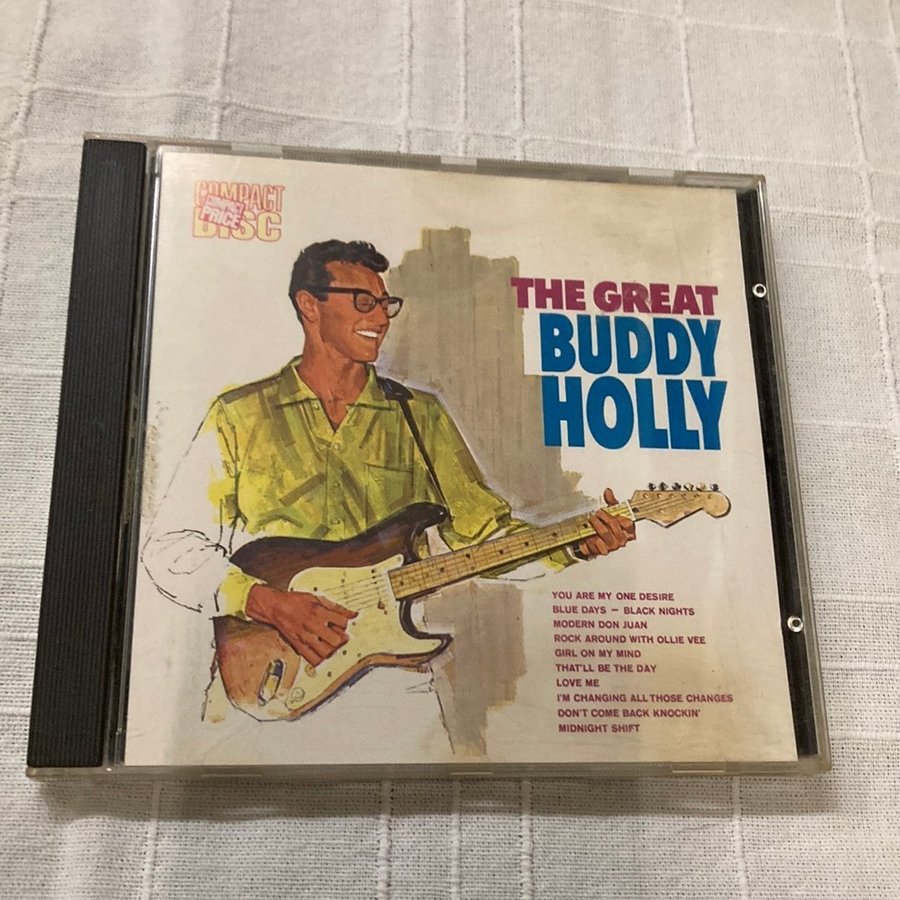 COMPACT
COMPACT
PRICE
DISC
THE GREAT
BUDDY
HOLLY
YOU ARE MY ONE DESIRE
BLUE DAYS – BLACK NIGHTS
MODERN DON JUAN
ROCK AROUND WITH OLLIE VEE
GIRL ON MY MIND
THAT'LL BE THE DAY
LOVE ME
I'M CHANGING ALL THOSE CHANGES
DON'T COME BACK KNOCKIN'
MIDNIGHT SHIFT